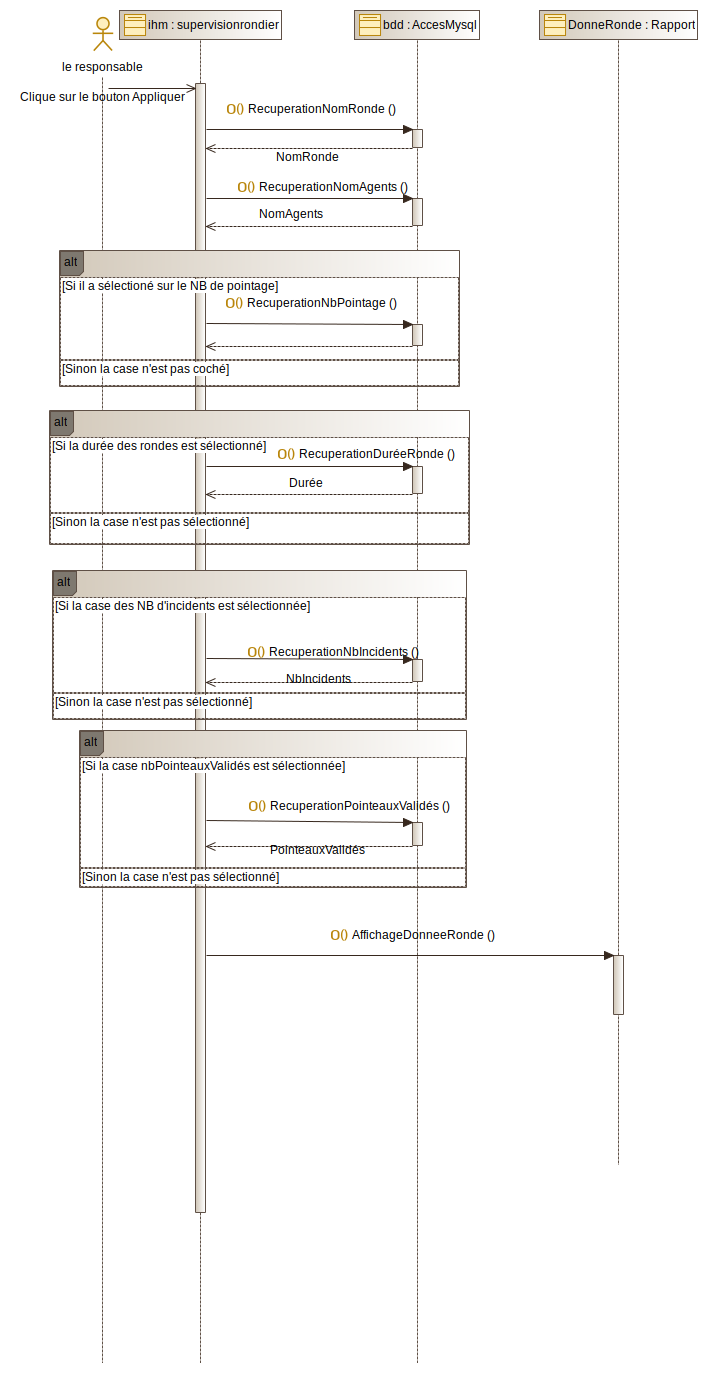 ihm : supervisionrondier
bdd : AccesMysql
DonneRonde : Rapport
le responsable
Clique sur le bouton Appliquer
O() RecuperationNomRonde ()
NomRonde
O() RecuperationNomAgents ()
NomAgents
alt
[Si il a sélectioné sur le NB de pointage]
O() RecuperationNbPointage ()
[Sinon la case n'est pas coché]
alt
[Si la durée des rondes est sélectionné]
O() RecuperationDuréeRonde ()
Durée
[Sinon la case n'est pas sélectionné]
alt
[Si la case des NB d'incidents est sélectionnée]
O() RecuperationNbIncidents ()
NbIncidents
[Sinon la case n'est pas sélectionné]
alt
[Si la case nbPointeauxValidés est sélectionnée]
O() RecuperationPointeauxValidés ()
PointeauxValidés
[Sinon la case n'est pas sélectionné]
O() AffichageDonneeRonde ()